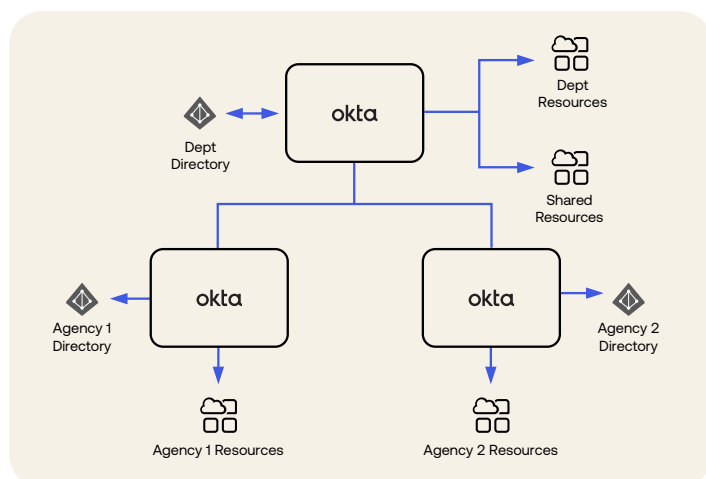 okta
Dept
Directory
Dept
Resources
Shared
Resources
okta
okta
Agency 1
Directory
Agency 2
Directory
Agency 1 Resources
Agency 2 Resources